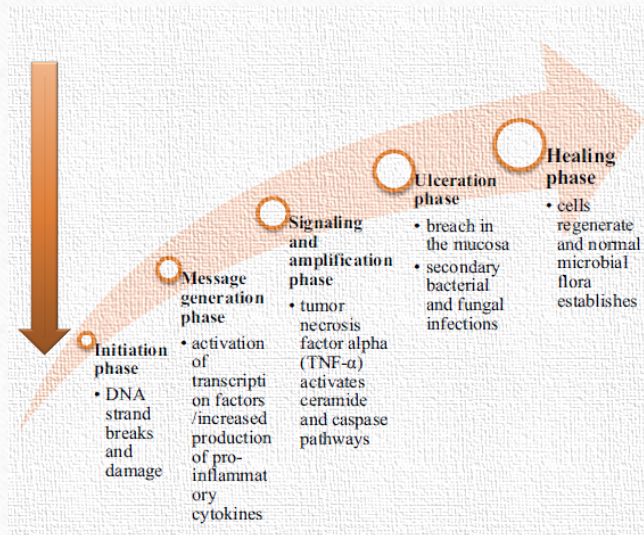 Initiation
phase
• DNA
strand
breaks
and
damage
Message
generation
phase
• activation
of
transcripti
on factors
/increased
production
of pro-
inflammat
ory
cytokines
Signaling
and
amplification
phase
• tumor
necrosis
factor alpha
(TNF-α)
activates
ceramide
and caspase
pathways
Ulceration
phase
• breach in
the mucosa
• secondary
bacterial
and fungal
infections
Healing
phase
• cells
regenerate
and normal
microbial
flora
establishes